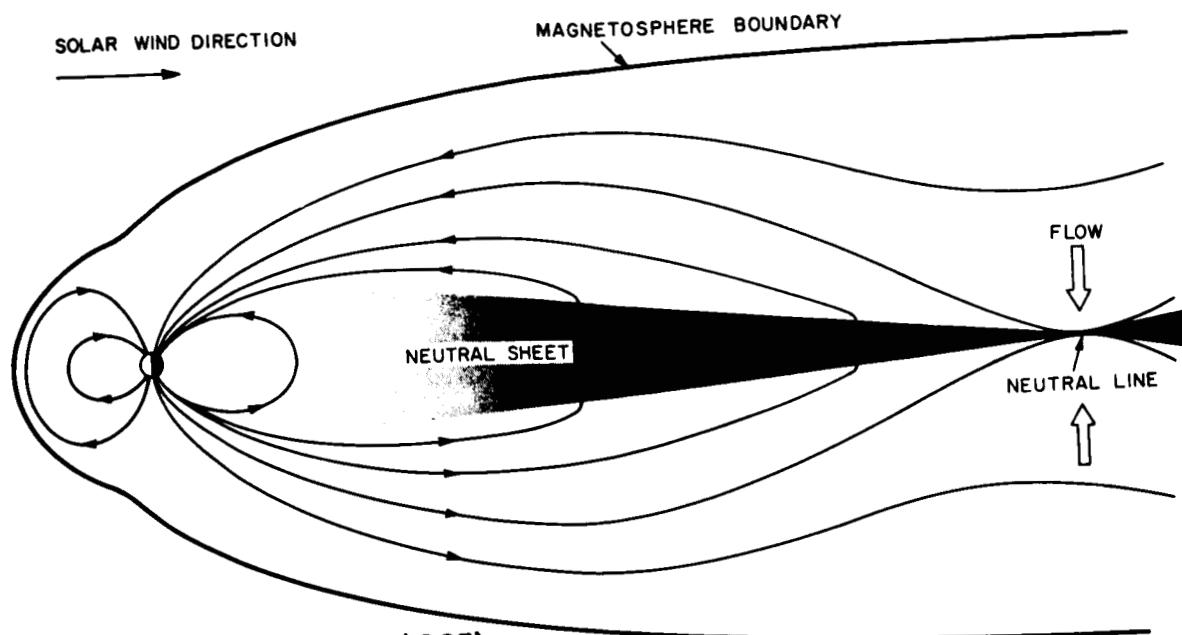 SOLAR WIND DIRECTION
MAGNETOSPHERE BOUNDARY
FLOW
NEUTRAL SHEET
NEUTRAL LINE